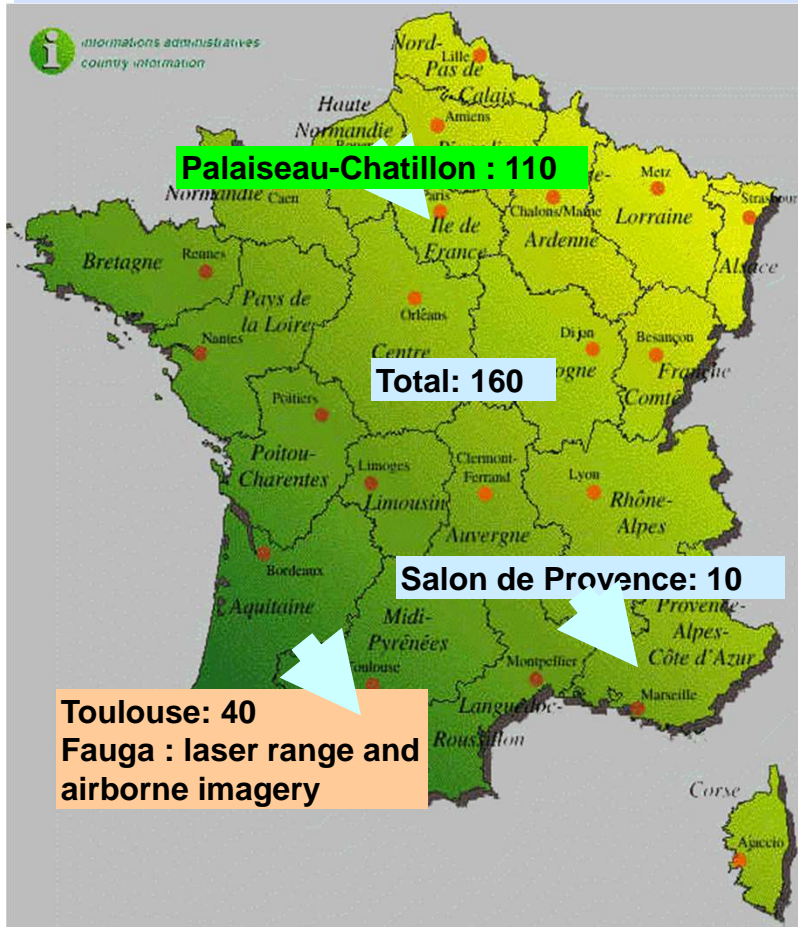 informations administratives
country information
Nord-
Lille
Pas de
Calais
Haute
Normandie
Amiens
Palaiseau-Chatillon : 110
Metz
Normandie
Caen
Chalons/Marne
Lorraine
Strasbour
Ile de
France
Ardenne
Alsace
Bretagne
Rennes
Pays de
la Loire
Orléans
Nantes
Centre
Dijon
Besançon
Franche
Comté
Total: 160
ogne
Poitiers
Poitou-
Charentes
Limoges
Limousin
Clermont-
Ferrand
Auvergne
Lyon
Rhône-
Alpes
Bordeaux
Aquitaine
Salon de Provence: 10
Midi-
Pyrénées
Provence-
Alpes-
Côte d'Azur
Toulouse
Montpellier
Marseille
Languedoc-
Roussillon
Toulouse: 40
Fauga : laser range and
airborne imagery
Corse
Ajaccio